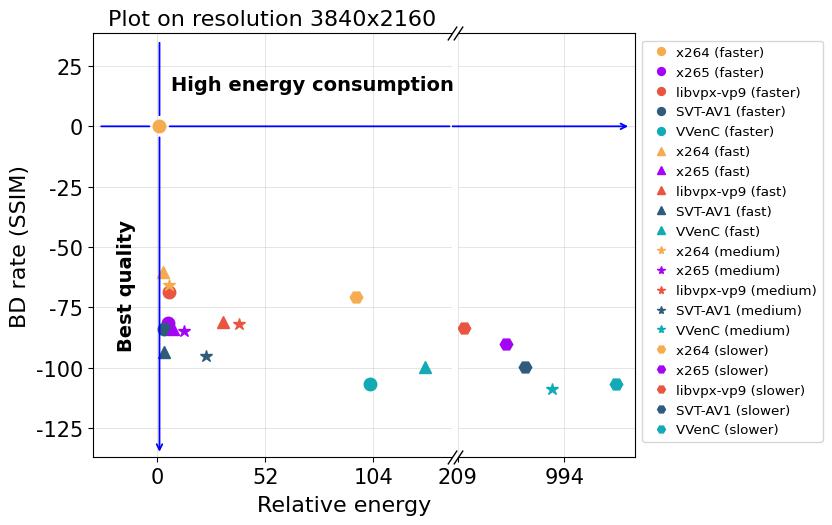 Plot on resolution 3840x2160
High energy consumption
Best quality
BD rate (SSIM)
25
0
-25
-50
-75
-100
-125
0 52 104 209 994
Relative energy
x264 (faster)
x265 (faster)
libvpx-vp9 (faster)
SVT-AV1 (faster)
VVenC (faster)
x264 (fast)
x265 (fast)
libvpx-vp9 (fast)
SVT-AV1 (fast)
VVenC (fast)
x264 (medium)
x265 (medium)
libvpx-vp9 (medium)
SVT-AV1 (medium)
VVenC (medium)
x264 (slower)
x265 (slower)
libvpx-vp9 (slower)
SVT-AV1 (slower)
VVenC (slower)